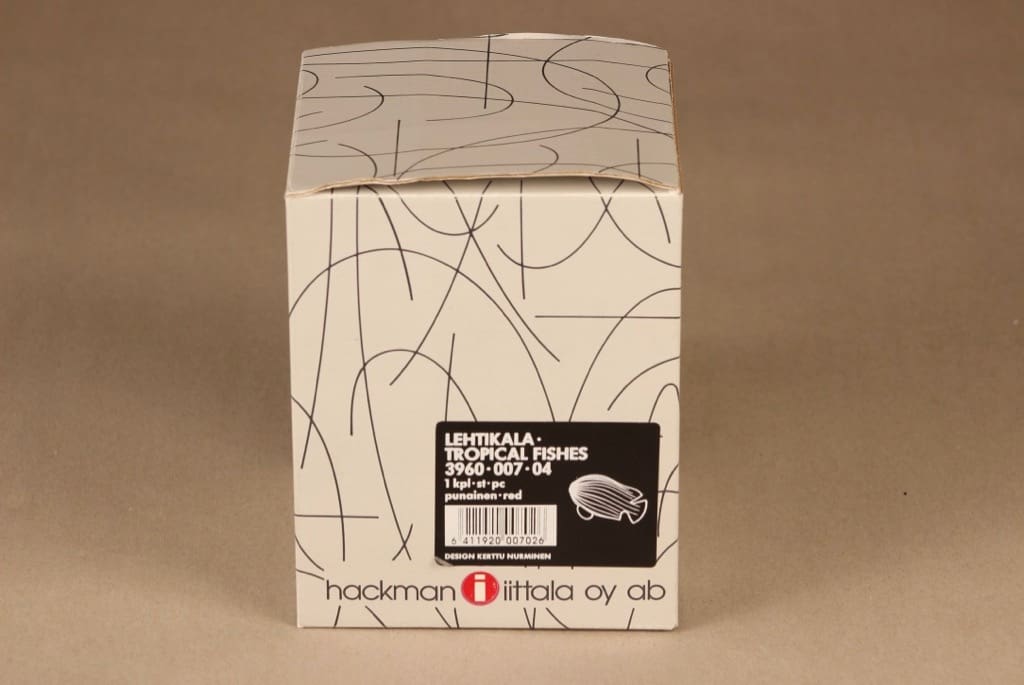 LEHTIKALA·
TROPICAL FISHES
3960·007·04
1 kpl·st·pc
punainen·red
6 411920 007026
DESIGN KERTTU NURMINEN
hackman i iittala oy ab